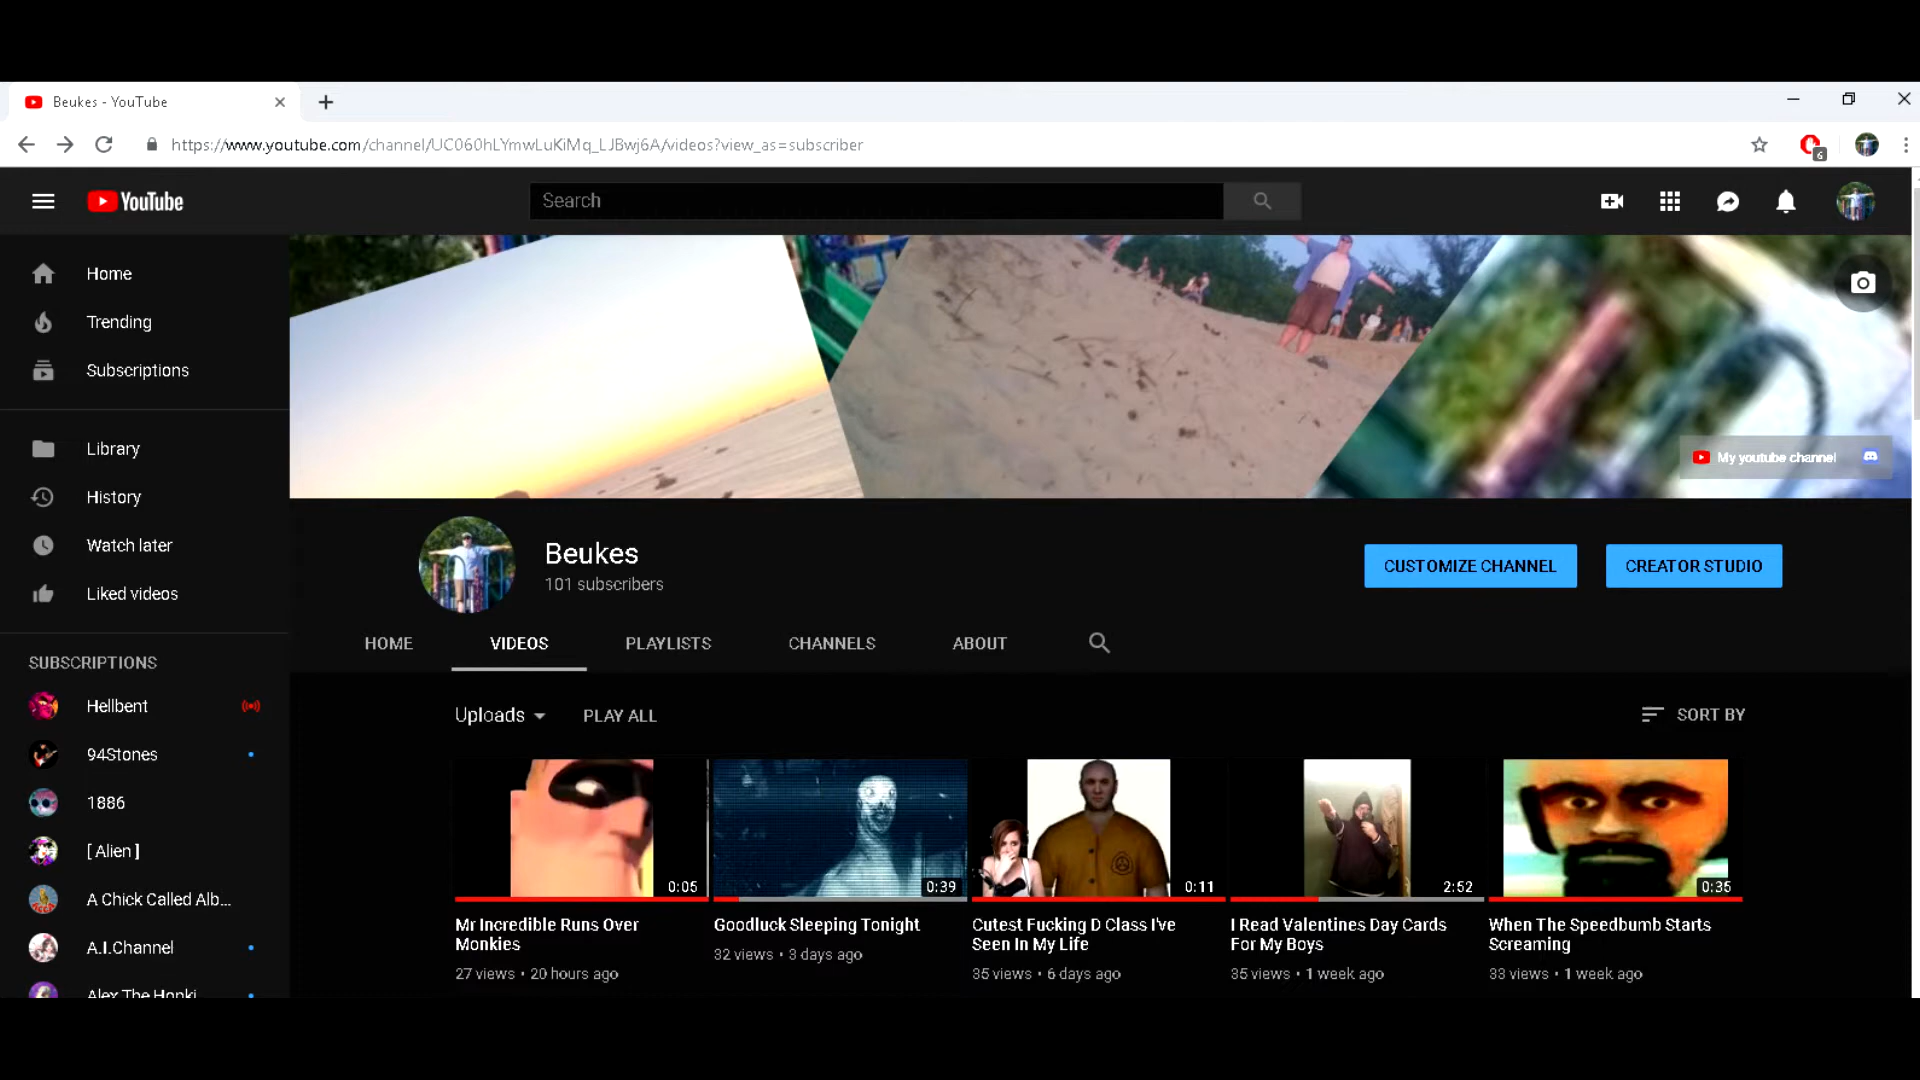 Beukes - YouTube
https://www.youtube.com/channel/UC060hLYmwLuKiMq_LJBwj6A/videos?view_as=subscriber
6
YouTube
Search
Home
Trending
Subscriptions
Library
History
Watch later
Liked videos
SUBSCRIPTIONS
Hellbent
94Stones
1886
[ Alien ]
A Chick Called Alb...
A.I.Channel
Alex The Honki
My youtube channel
Beukes
101 subscribers
CUSTOMIZE CHANNEL
CREATOR STUDIO
HOME
VIDEOS
PLAYLISTS
CHANNELS
ABOUT
Uploads
PLAY ALL
SORT BY
0:05
Mr Incredible Runs Over
Monkies
27 views • 20 hours ago
0:39
Goodluck Sleeping Tonight
32 views • 3 days ago
0:11
Cutest Fucking D Class I've
Seen In My Life
35 views • 6 days ago
2:52
I Read Valentines Day Cards
For My Boys
35 views • 1 week ago
0:35
When The Speedbumb Starts
Screaming
33 views • 1 week ago